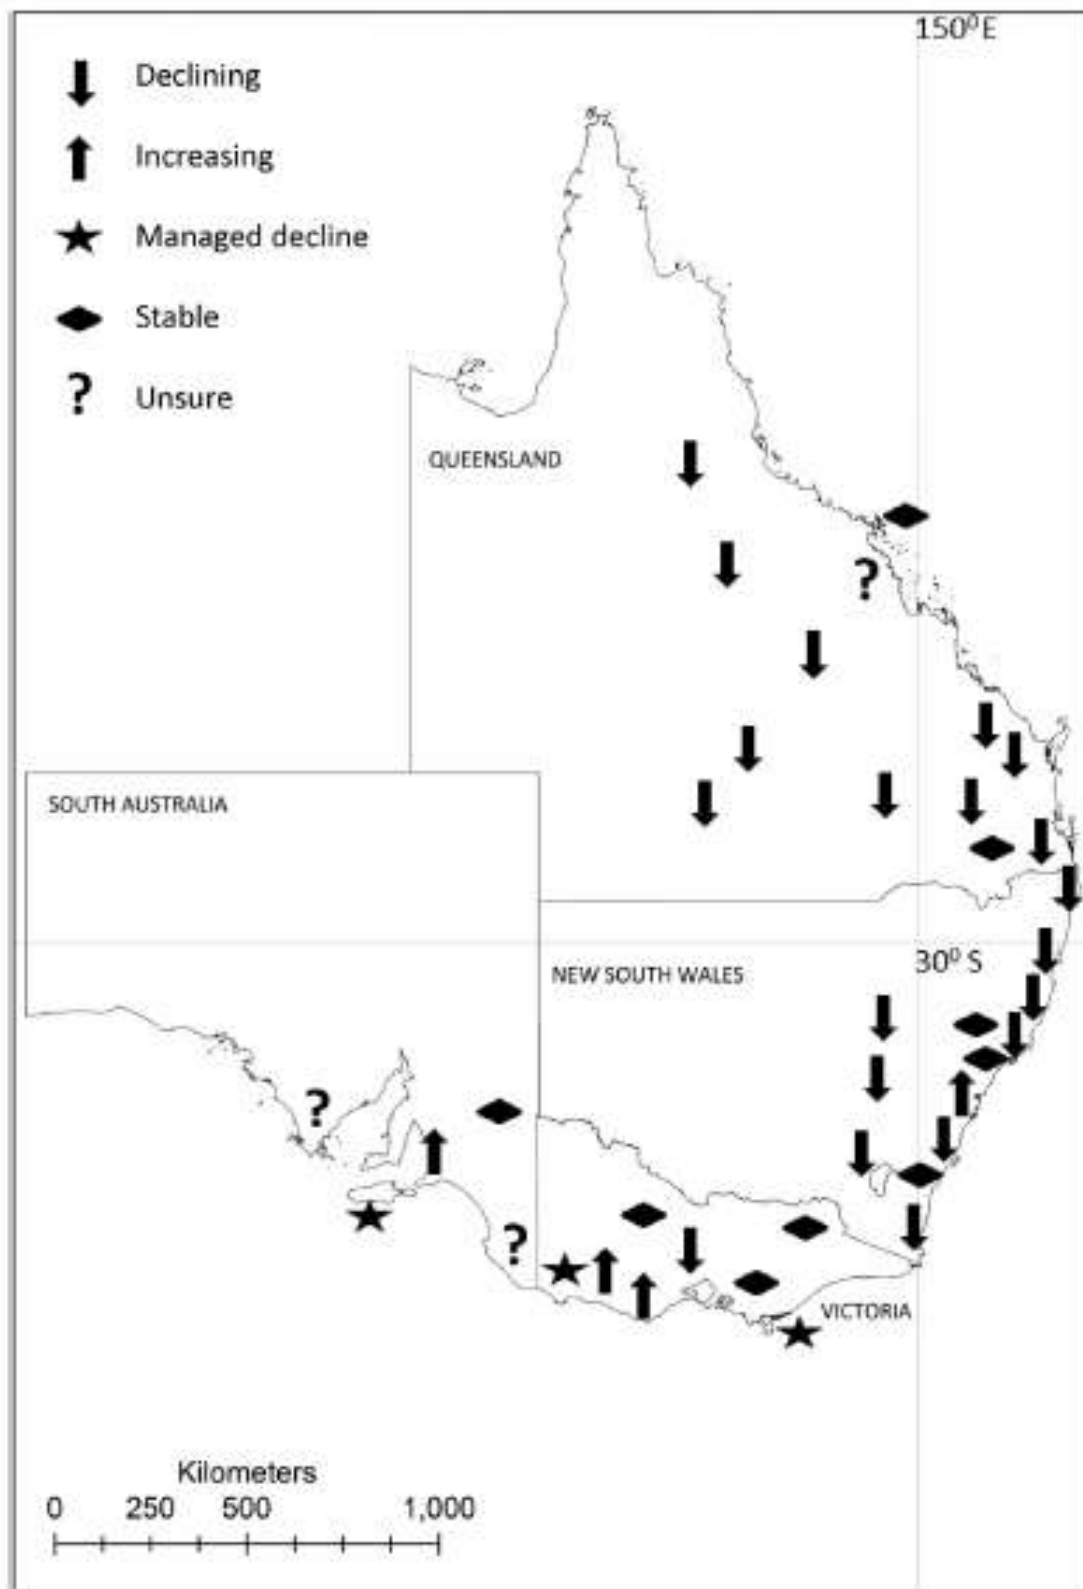 150⁰E
Declining
Increasing
Managed decline
Stable
? Unsure
QUEENSLAND
?
SOUTH AUSTRALIA
30⁰ S
NEW SOUTH WALES
?
?
VICTORIA
Kilometers
0 250 500 1,000